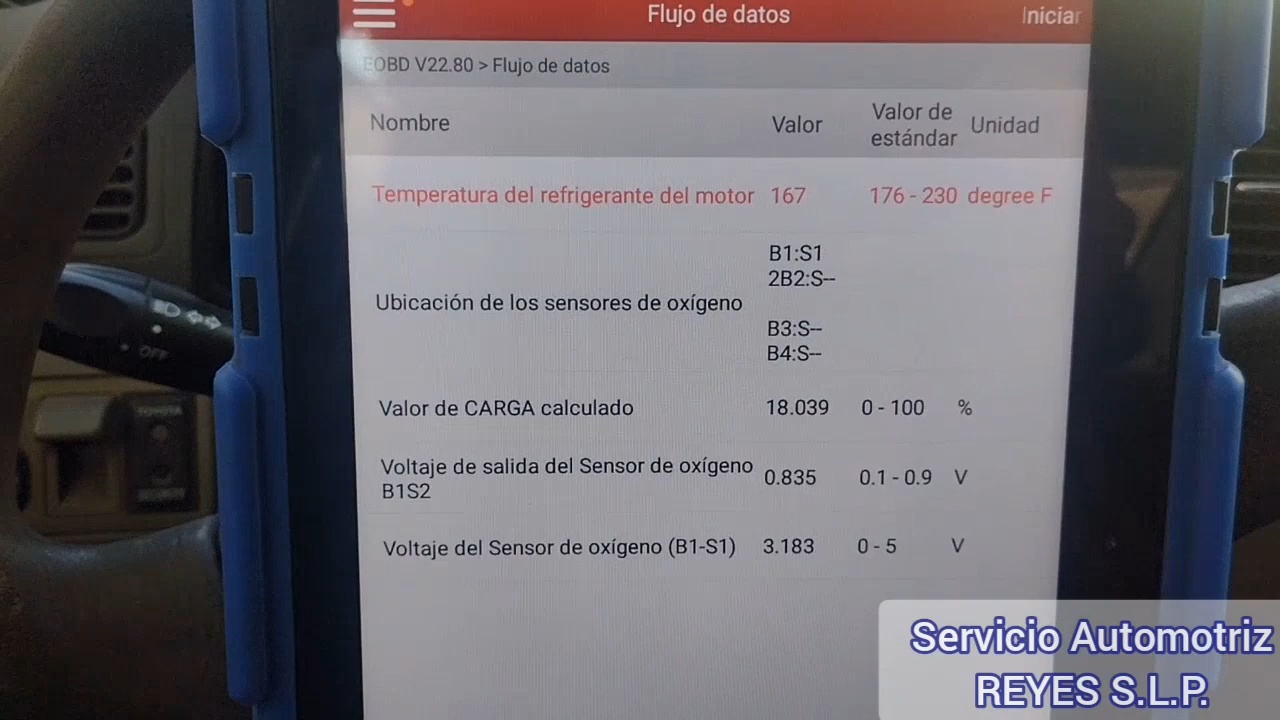 Flujo de datos
Iniciar
EOBD V22.80 > Flujo de datos
Nombre Valor Valor de estándar Unidad
Temperatura del refrigerante del motor 167 176 - 230 degree F
Ubicación de los sensores de oxígeno
B1:S1
2B2:S--
B3:S--
B4:S--
Valor de CARGA calculado 18.039 0 - 100 %
Voltaje de salida del Sensor de oxígeno
B1S2 0.835 0.1 - 0.9 V
Voltaje del Sensor de oxígeno (B1-S1) 3.183 0 - 5 V
OFF
Servicio Automotriz
REYES S.L.P.